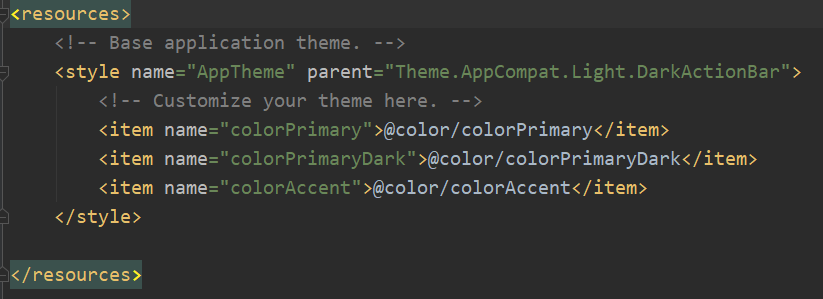 <resources>
<!-- Base application theme. -->
<style name="AppTheme" parent="Theme.AppCompat.Light.DarkActionBar">
<!-- Customize your theme here. -->
<item name="colorPrimary">@color/colorPrimary</item>
<item name="colorPrimaryDark">@color/colorPrimaryDark</item>
<item name="colorAccent">@color/colorAccent</item>
</style>
</resources>